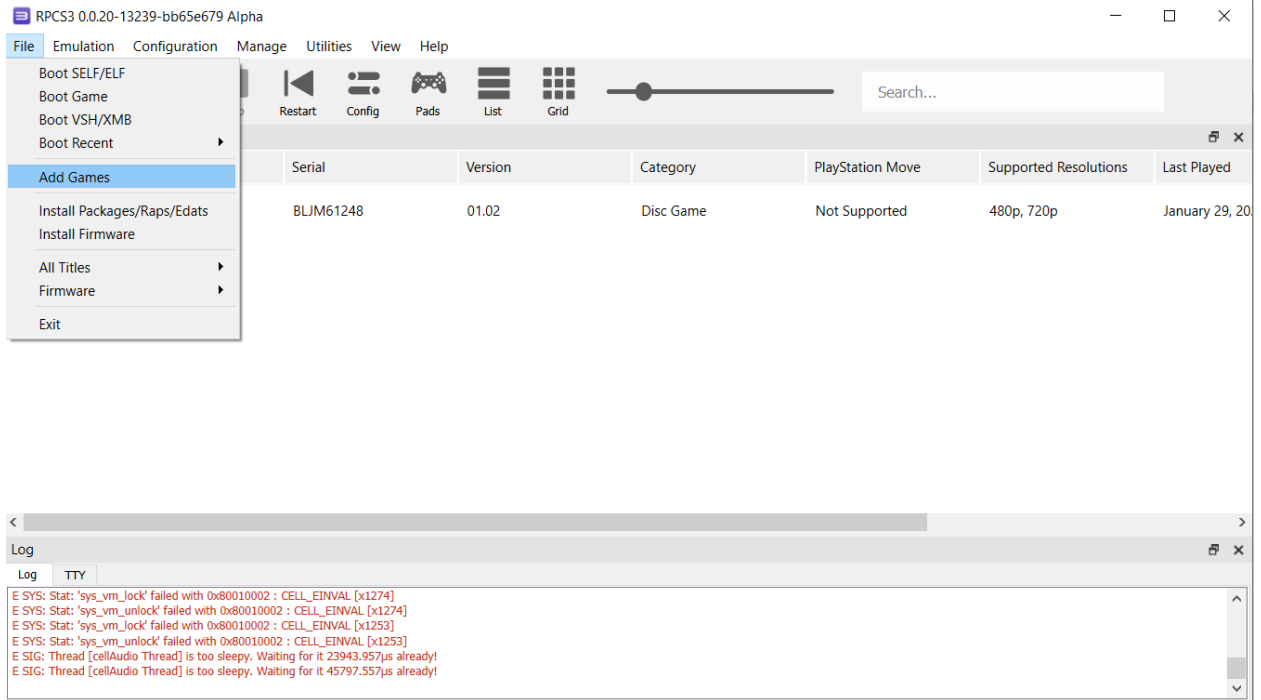 RPCS3 0.0.20-13239-bb65e679 Alpha
File Emulation Configuration Manage Utilities View Help
Boot SELF/ELF
Boot Game
Boot VSH/XMB
Boot Recent
Add Games
Install Packages/Raps/Edats
Install Firmware
All Titles
Firmware
Exit
Restart Config Pads List Grid
Search...
Serial Version Category PlayStation Move Supported Resolutions Last Played
BLJM61248 01.02 Disc Game Not Supported 480p, 720p January 29, 20
Log
Log TTY
E SYS: Stat: 'sys_vm_lock' failed with 0x80010002 : CELL_EINVAL [x1274]
E SYS: Stat: 'sys_vm_unlock' failed with 0x80010002 : CELL_EINVAL [x1274]
E SYS: Stat: 'sys_vm_lock' failed with 0x80010002 : CELL_EINVAL [x1253]
E SYS: Stat: 'sys_vm_unlock' failed with 0x80010002 : CELL_EINVAL [x1253]
E SIG: Thread [cellAudio Thread] is too sleepy. Waiting for it 23943.957µs already!
E SIG: Thread [cellAudio Thread] is too sleepy. Waiting for it 45797.557µs already!